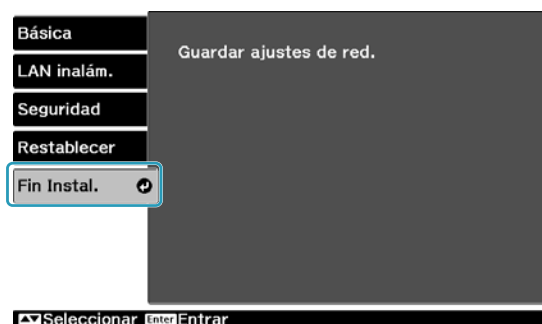 Básica
LAN inalám.
Seguridad
Restablecer
Fin Instal.
Guardar ajustes de red.
Seleccionar Enter Entrar